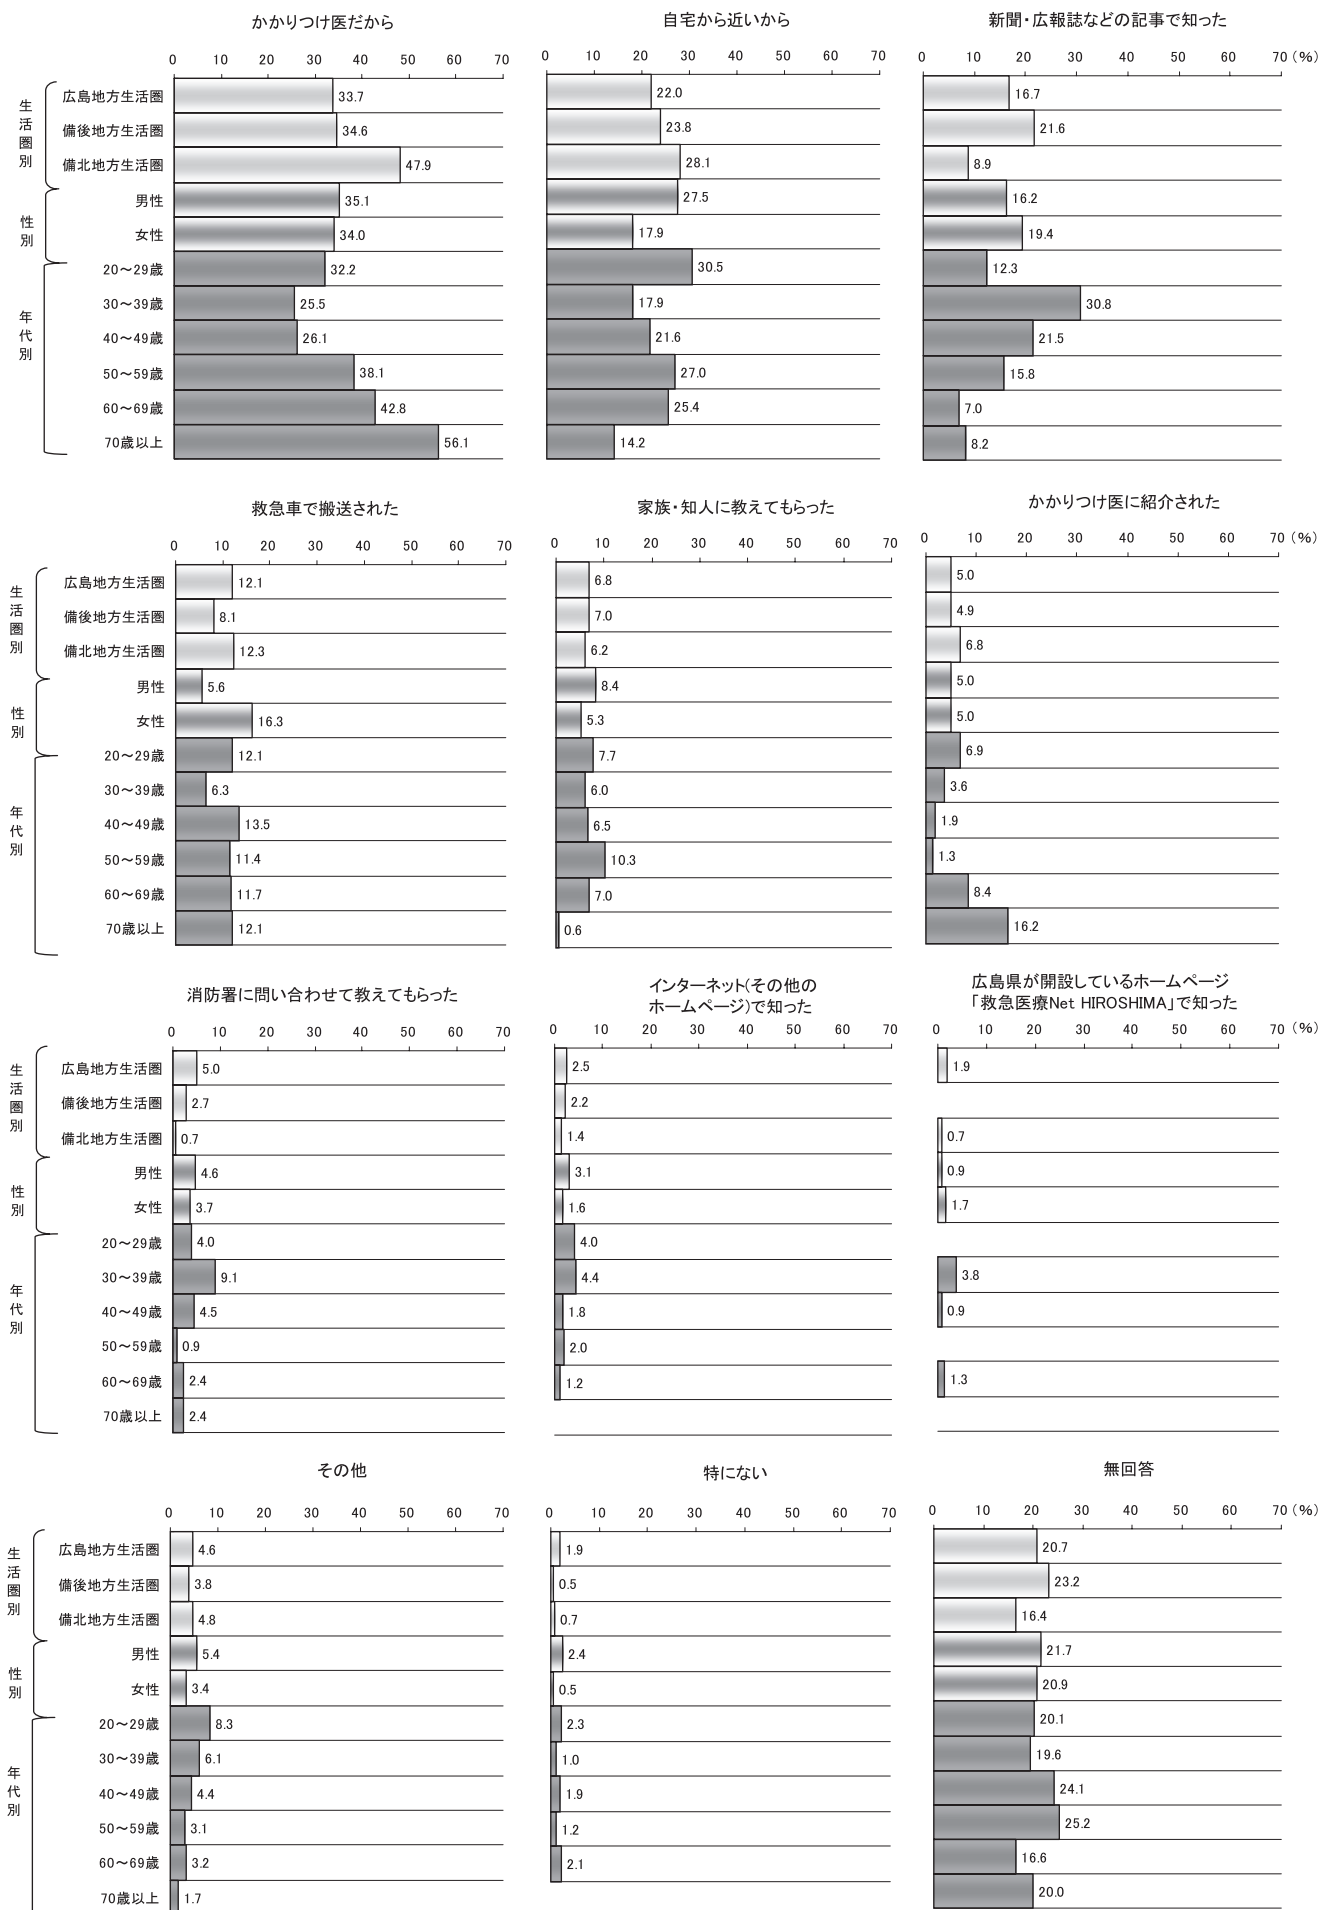 かかりつけ医だから
自宅から近いから
新聞・広報誌などの記事で知った
0 10 20 30 40 50 60 70
0 10 20 30 40 50 60 70
0 10 20 30 40 50 60 70 (%)
生活圏別
広島地方生活圏 33.7 22.0 16.7
備後地方生活圏 34.6 23.8 21.6
備北地方生活圏 47.9 28.1 8.9
性別
男性 35.1 27.5 16.2
女性 34.0 17.9 19.4
年代別
20〜29歳 32.2 30.5 12.3
30〜39歳 25.5 17.9 30.8
40〜49歳 26.1 21.6 21.5
50〜59歳 38.1 27.0 15.8
60〜69歳 42.8 25.4 7.0
70歳以上 56.1 14.2 8.2
救急車で搬送された
家族・知人に教えてもらった
かかりつけ医に紹介された
0 10 20 30 40 50 60 70
0 10 20 30 40 50 60 70
0 10 20 30 40 50 60 70 (%)
生活圏別
広島地方生活圏 12.1 6.8 5.0
備後地方生活圏 8.1 7.0 4.9
備北地方生活圏 12.3 6.2 6.8
性別
男性 5.6 8.4 5.0
女性 16.3 5.3 5.0
年代別
20〜29歳 12.1 7.7 6.9
30〜39歳 6.3 6.0 3.6
40〜49歳 13.5 6.5 1.9
50〜59歳 11.4 10.3 1.3
60〜69歳 11.7 7.0 8.4
70歳以上 12.1 0.6 16.2
消防署に問い合わせて教えてもらった
インターネット(その他の
ホームページ)で知った
広島県が開設しているホームページ
「救急医療Net HIROSHIMA」で知った
0 10 20 30 40 50 60 70
0 10 20 30 40 50 60 70
0 10 20 30 40 50 60 70 (%)
生活圏別
広島地方生活圏 5.0 2.5 1.9
備後地方生活圏 2.7 2.2
備北地方生活圏 0.7 1.4 0.7
性別
男性 4.6 3.1 0.9
女性 3.7 1.6 1.7
年代別
20〜29歳 4.0 4.0
30〜39歳 9.1 4.4 3.8
40〜49歳 4.5 1.8 0.9
50〜59歳 0.9 2.0
60〜69歳 2.4 1.2 1.3
70歳以上 2.4
その他
特にない
無回答
0 10 20 30 40 50 60 70
0 10 20 30 40 50 60 70
0 10 20 30 40 50 60 70 (%)
生活圏別
広島地方生活圏 4.6 1.9 20.7
備後地方生活圏 3.8 0.5 23.2
備北地方生活圏 4.8 0.7 16.4
性別
男性 5.4 2.4 21.7
女性 3.4 0.5 20.9
年代別
20〜29歳 8.3 2.3 20.1
30〜39歳 6.1 1.0 19.6
40〜49歳 4.4 1.9 24.1
50〜59歳 3.1 1.2 25.2
60〜69歳 3.2 2.1 16.6
70歳以上 1.7 20.0